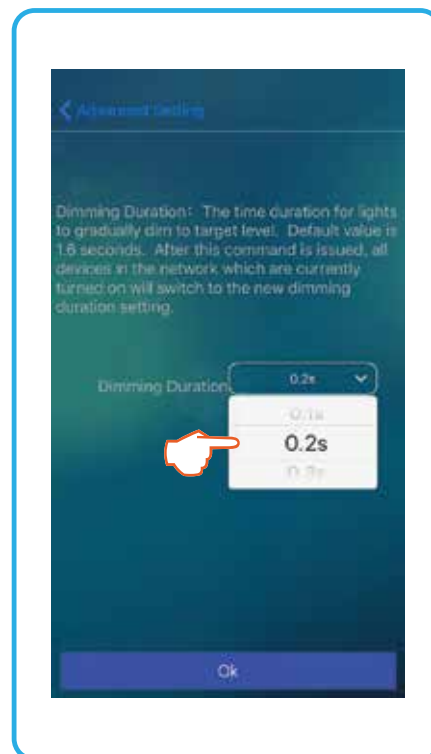 Advanced Setting
Dimming Duration: The time duration for lights
to gradually dim to target level. Default value is
1.6 seconds. After this command is issued, all
devices in the network which are currently
turned on will switch to the new dimming
duration setting.
Dimming Duration
0.2s
0.1s
0.2s
0.3s
Ok